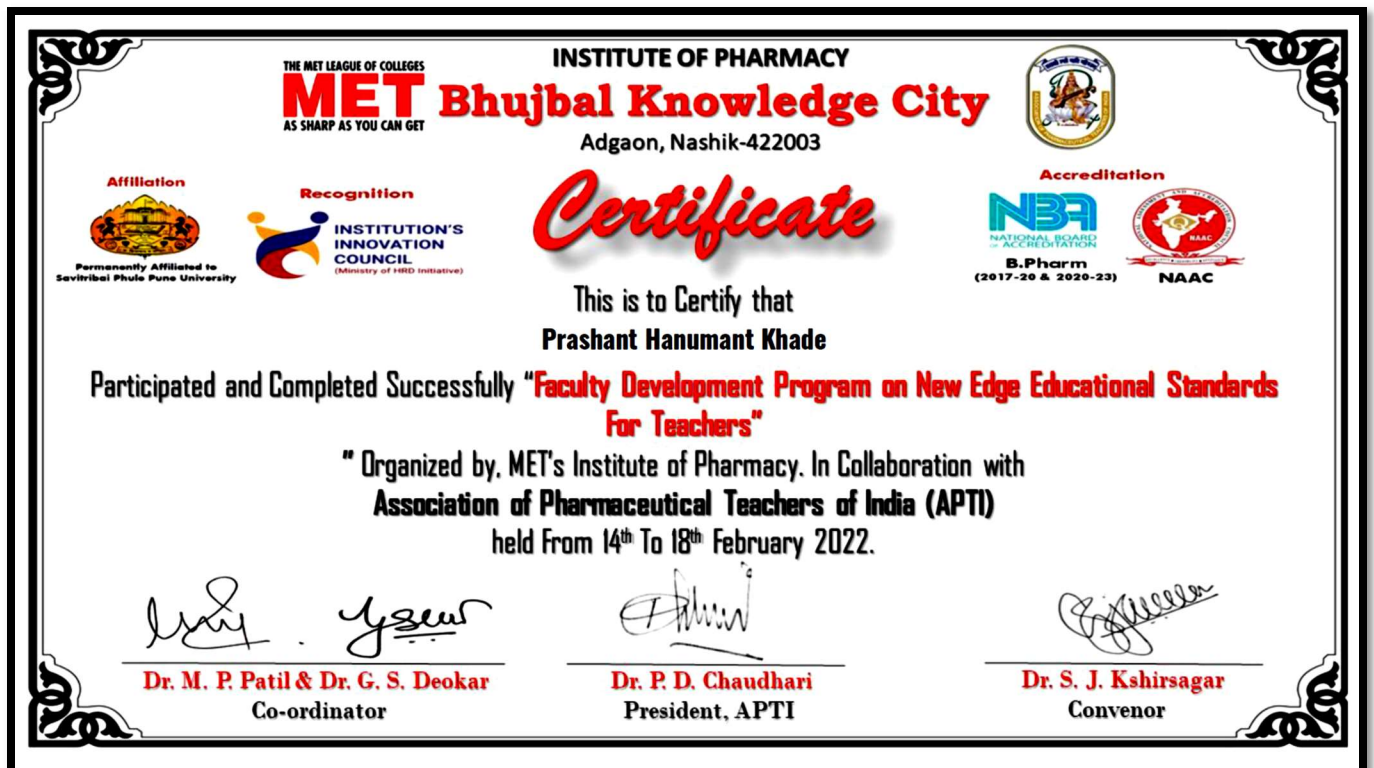 THE MET LEAGUE OF COLLEGES
MET
AS SHARP AS YOU CAN GET
INSTITUTE OF PHARMACY
Bhujbal Knowledge City
Adgaon, Nashik-422003
Affiliation
Permanently Affiliated to
Savitribai Phule Pune University
Recognition
INSTITUTION'S
INNOVATION
COUNCIL
(Ministry of HRD Initiative)
Certificate
Accreditation
NBA
NATIONAL BOARD
OF ACCREDITATION
B.Pharm
(2017-20 & 2020-23)
NAAC
NAAC
This is to Certify that
Prashant Hanumant Khade
Participated and Completed Successfully “Faculty Development Program on New Edge Educational Standards
For Teachers”
” Organized by, MET's Institute of Pharmacy. In Collaboration with
Association of Pharmaceutical Teachers of India (APTI)
held From 14th To 18th February 2022.
Dr. M. P. Patil & Dr. G. S. Deokar
Co-ordinator
Dr. P. D. Chaudhari
President, APTI
Dr. S. J. Kshirsagar
Convenor